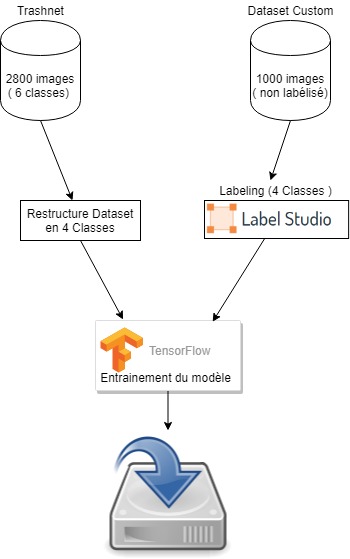 Trashnet
2800 images
( 6 classes)
Dataset Custom
1000 images
( non labélisé)
Restructure Dataset
en 4 Classes
Labeling (4 Classes )
Label Studio
TensorFlow
Entrainement du modèle